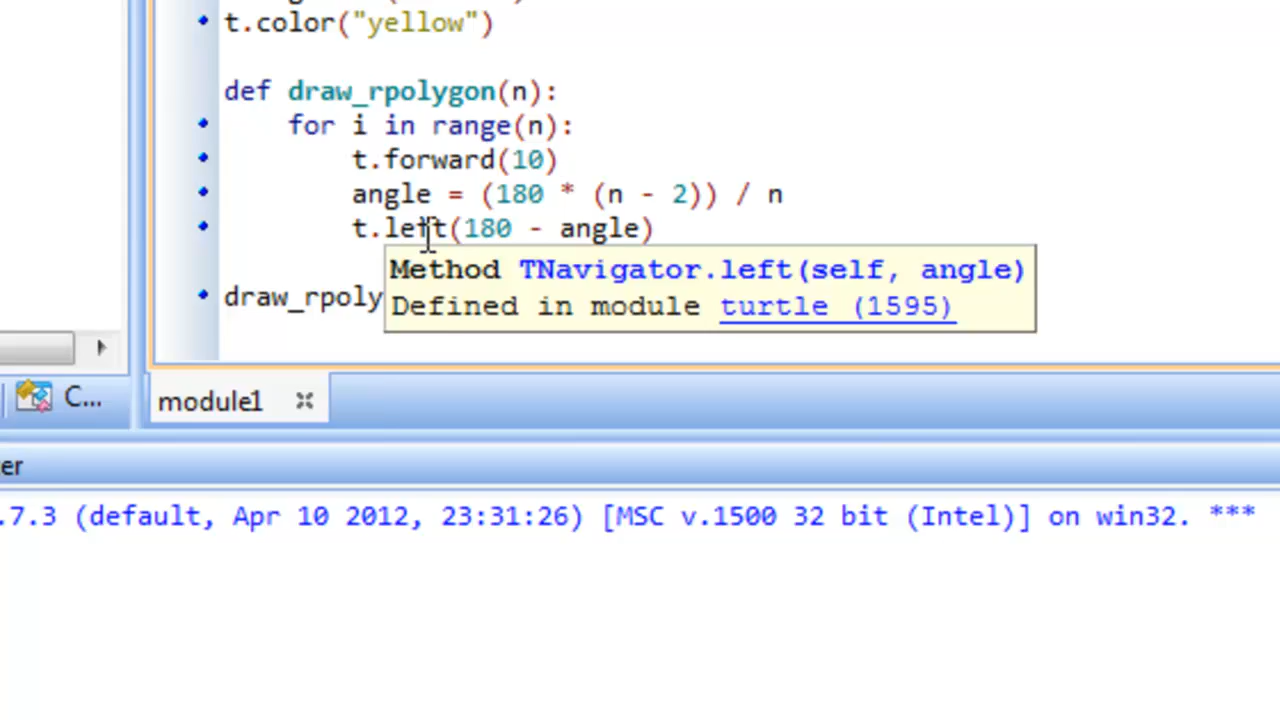 t.color("yellow")
def draw_rpolygon(n):
for i in range(n):
t.forward(10)
angle = (180 * (n - 2)) / n
t.left(180 - angle)
Method TNavigator.left(self, angle)
draw_rpoly
Defined in module turtle (1595)
C...
module1
er
.7.3 (default, Apr 10 2012, 23:31:26) [MSC v.1500 32 bit (Intel)] on win32. ***